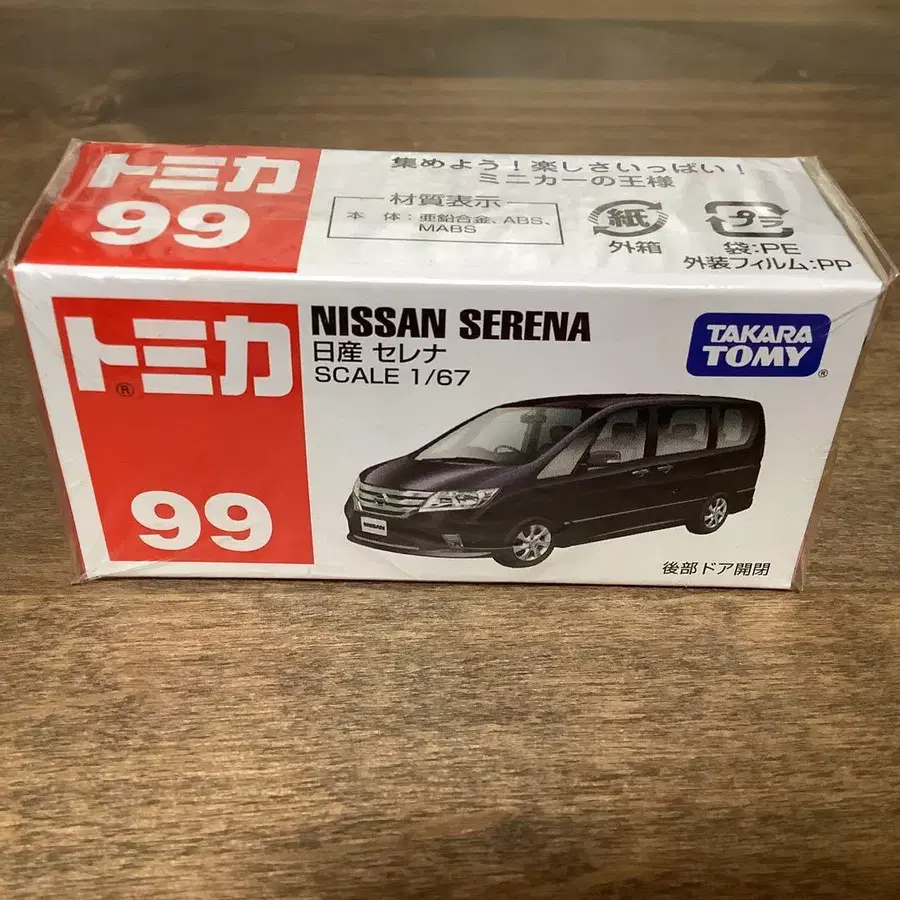 トミカ
99
集めよう!楽しさいっぱい!
ミニカーの王様
材質表示
本 体:亜鉛合金、ABS、
MABS
紙
外箱
プラ
袋:PE
外装フィルム:PP
トミカ®
99
NISSAN SERENA
日産 セレナ
SCALE 1/67
TAKARA
TOMY®
NISSAN
後部ドア開閉